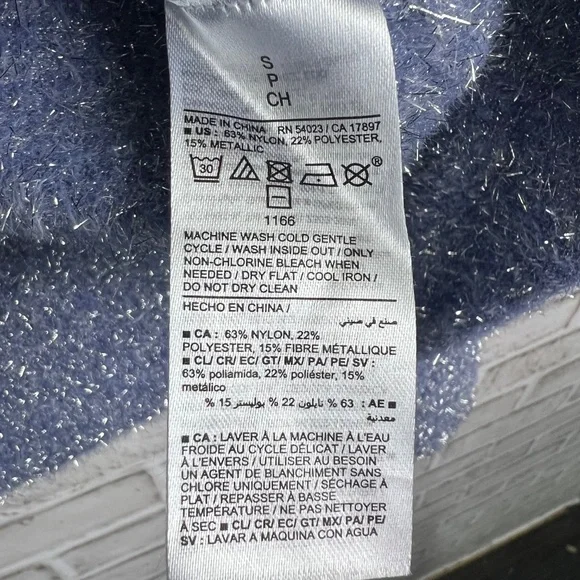 S
P
CH
MADE IN CHINA RN 54023 / CA 17897
■ US : 63% NYLON, 22% POLYESTER,
15% METALLIC
30 ®
1166
MACHINE WASH COLD GENTLE
CYCLE / WASH INSIDE OUT / ONLY
NON-CHLORINE BLEACH WHEN
NEEDED / DRY FLAT / COOL IRON /
DO NOT DRY CLEAN
HECHO EN CHINA /
صنع في صيني
■ CA : 63% NYLON, 22%
POLYESTER, 15% FIBRE MÉTALLIQUE
■ CL/ CR/ EC/ GT/ MX/ PA/ PE/ SV :
63% poliamida, 22% poliéster, 15%
metálico
■ AE : 63 % نايلون 22 % بوليستر 15 %
معدنية
■ CA : LAVER À LA MACHINE À L'EAU
FROIDE AU CYCLE DÉLICAT / LAVER
À L'ENVERS / UTILISER AU BESOIN
UN AGENT DE BLANCHIMENT SANS
CHLORE UNIQUEMENT / SÉCHAGE À
PLAT / REPASSER À BASSE
TEMPÉRATURE / NE PAS NETTOYER
À SEC ■ CL/ CR/ EC/ GT/ MX/ PA/ PE/
SV : LAVAR A MAQUINA CON AGUA